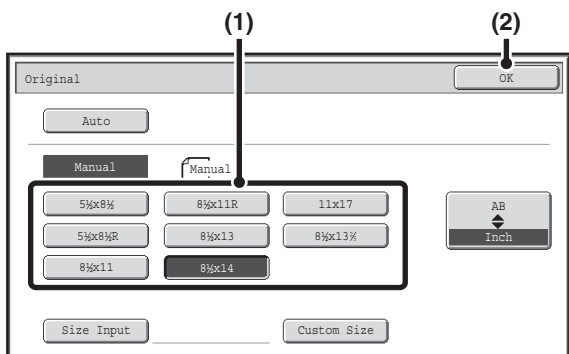 (1) (2)
Original OK
Auto
Manual Manual
5½x8½ 8½x11R 11x17 AB
5½x8½R 8½x13 8½x13⅖ Inch
8½x11 8½x14
Size Input Custom Size